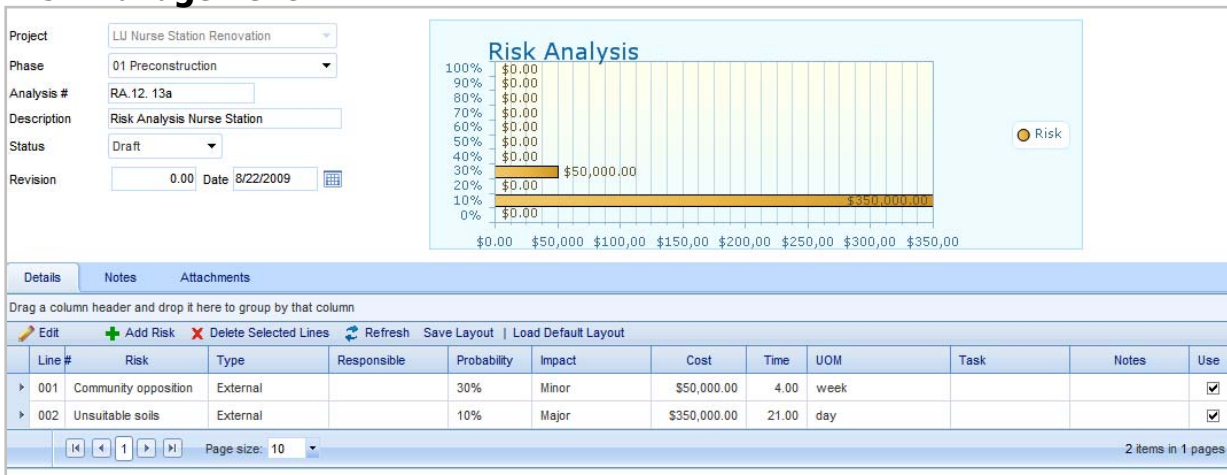 Project LU Nurse Station Renovation
Phase 01 Preconstruction
Analysis # RA.12. 13a
Description Risk Analysis Nurse Station
Status Draft
Revision 0.00 Date 8/22/2009
Risk Analysis
100% $0.00
90% $0.00
80% $0.00
70% $0.00
60% $0.00
50% $0.00
40% $0.00
30% $50,000.00
20% $0.00
10% $350,000.00
0% $0.00
$0.00 $50,000 $100,00 $150,00 $200,00 $250,00 $300,00 $350,00
Risk
Details Notes Attachments
Drag a column header and drop it here to group by that column
Edit Add Risk Delete Selected Lines Refresh Save Layout | Load Default Layout
Line # Risk Type Responsible Probability Impact Cost Time UOM Task Notes Use
001 Community opposition External 30% Minor $50,000.00 4.00 week
002 Unsuitable soils External 10% Major $350,000.00 21.00 day
1 Page size: 10 2 items in 1 pages